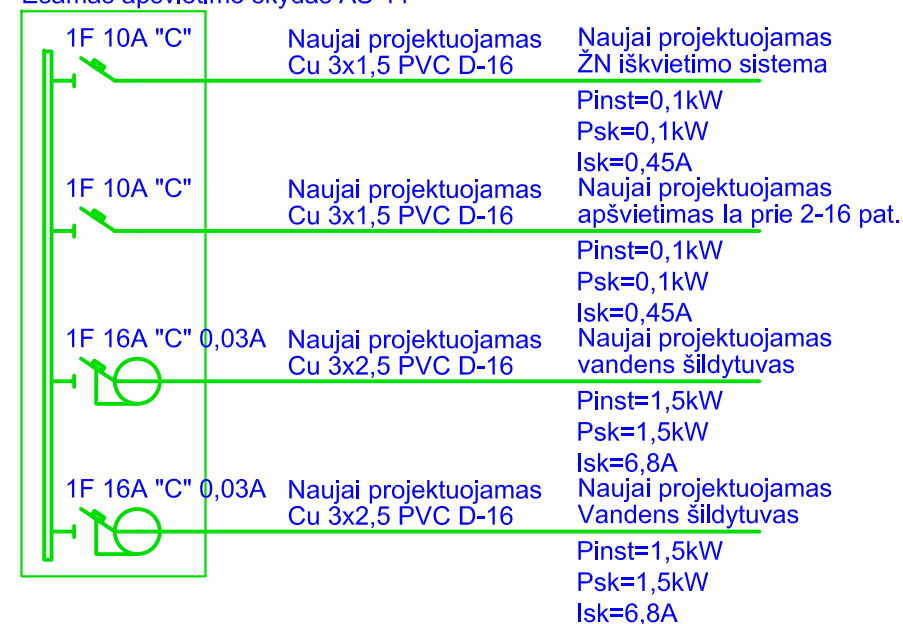 1F 10A "C"
Naujai projektuojamas
Cu 3x1,5 PVC D-16
Naujai projektuojamas
ŽN iškvietimo sistema
Pinst=0,1kW
Psk=0,1kW
Isk=0,45A
1F 10A "C"
Naujai projektuojamas
Cu 3x1,5 PVC D-16
Naujai projektuojamas
apšvietimas la prie 2-16 pat.
Pinst=0,1kW
Psk=0,1kW
Isk=0,45A
1F 16A "C" 0,03A
Naujai projektuojamas
Cu 3x2,5 PVC D-16
Naujai projektuojamas
vandens šildytuvas
Pinst=1,5kW
Psk=1,5kW
Isk=6,8A
1F 16A "C" 0,03A
Naujai projektuojamas
Cu 3x2,5 PVC D-16
Naujai projektuojamas
Vandens šildytuvas
Pinst=1,5kW
Psk=1,5kW
Isk=6,8A